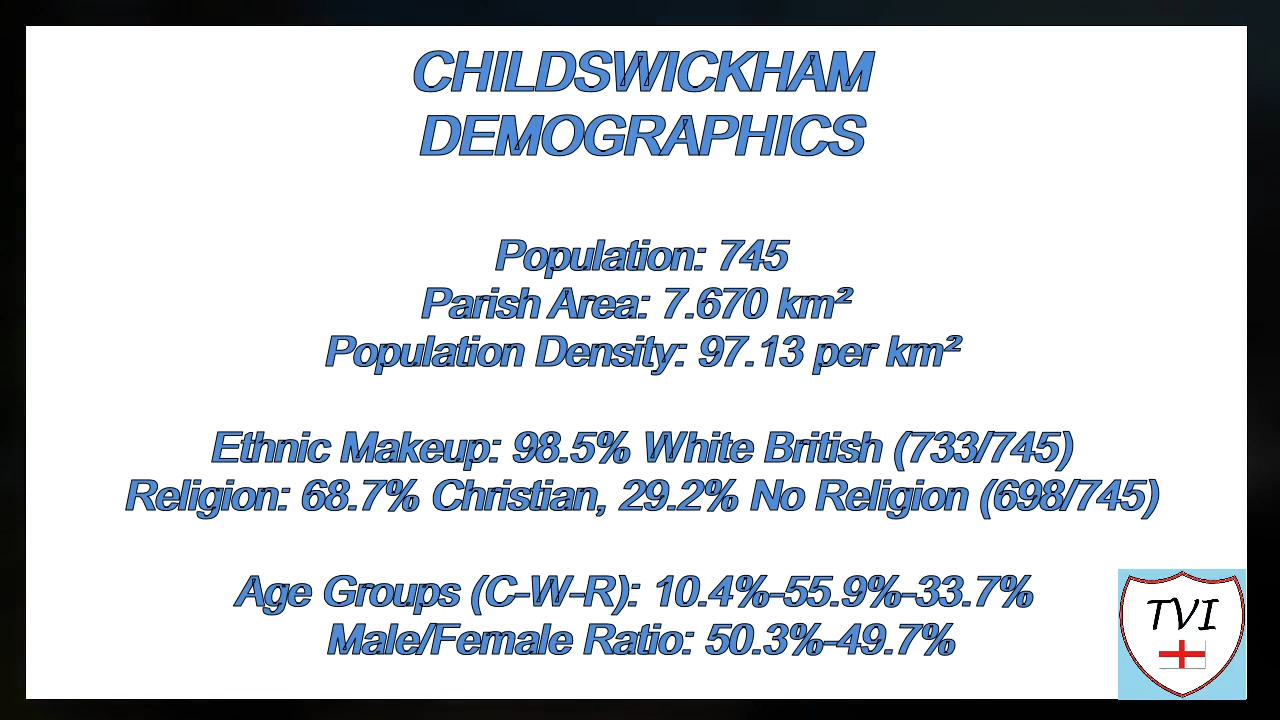 CHILDSWICKHAM
DEMOGRAPHICS
Population: 745
Parish Area: 7.670 km²
Population Density: 97.13 per km²
Ethnic Makeup: 98.5% White British (733/745)
Religion: 68.7% Christian, 29.2% No Religion (698/745)
Age Groups (C-W-R): 10.4%-55.9%-33.7%
Male/Female Ratio: 50.3%-49.7%
TVI